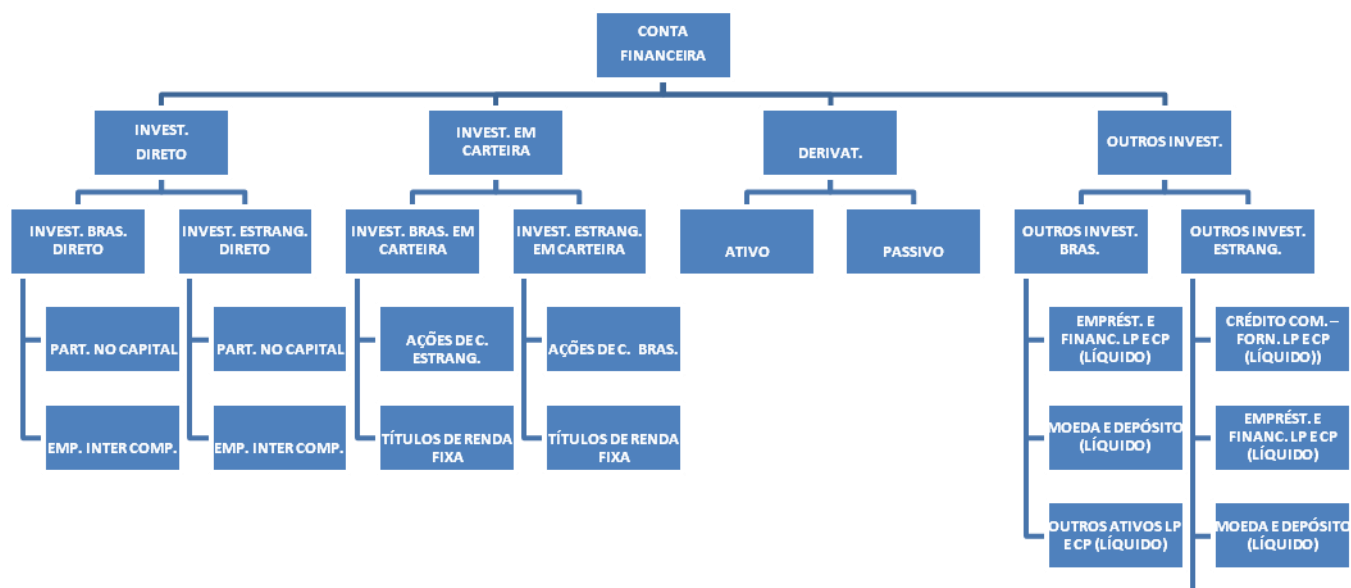 CONTA
FINANCEIRA
INVEST.
DIRETO
INVEST. EM
CARTEIRA
DERIVAT.
OUTROS INVEST.
INVEST. BRAS.
DIRETO
INVEST. ESTRANG.
DIRETO
INVEST. BRAS. EM
CARTEIRA
INVEST. ESTRANG.
EM CARTEIRA
ATIVO
PASSIVO
OUTROS INVEST.
BRAS.
OUTROS INVEST.
ESTRANG.
PART. NO CAPITAL
PART. NO CAPITAL
AÇÕES DE C.
ESTRANG.
AÇÕES DE C. BRAS.
EMPRÉST. E
FINANC. LP E CP
(LÍQUIDO)
CRÉDITO COM. –
FORN. LP E CP
(LÍQUIDO))
EMP. INTER COMP.
EMP. INTER COMP.
TÍTULOS DE RENDA
FIXA
TÍTULOS DE RENDA
FIXA
MOEDA E DEPÓSITO
(LÍQUIDO)
EMPRÉST. E
FINANC. LP E CP
(LÍQUIDO)
OUTROS ATIVOS LP
E CP (LÍQUIDO)
MOEDA E DEPÓSITO
(LÍQUIDO)